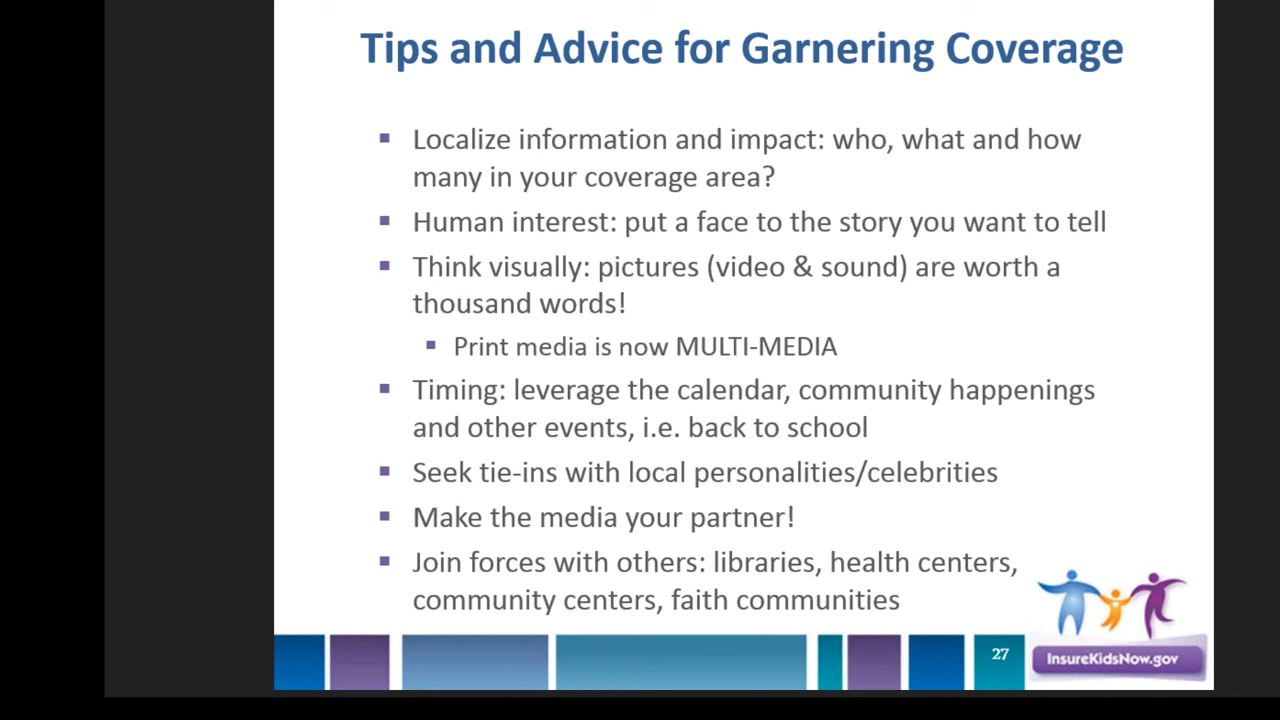 Tips and Advice for Garnering Coverage
▪ Localize information and impact: who, what and how
many in your coverage area?
▪ Human interest: put a face to the story you want to tell
▪ Think visually: pictures (video & sound) are worth a
thousand words!
▪ Print media is now MULTI-MEDIA
▪ Timing: leverage the calendar, community happenings
and other events, i.e. back to school
▪ Seek tie-ins with local personalities/celebrities
▪ Make the media your partner!
▪ Join forces with others: libraries, health centers,
community centers, faith communities
27
InsureKidsNow.gov